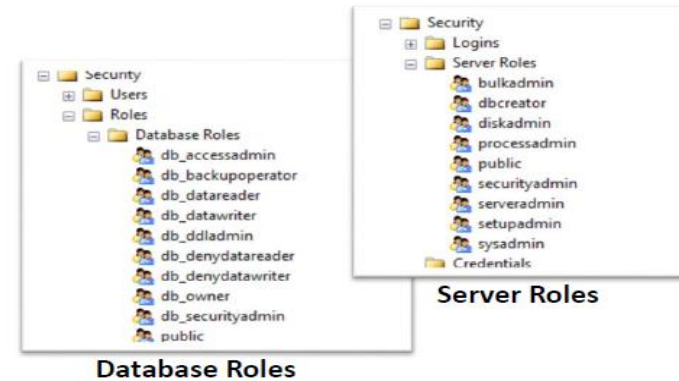 Security
Users
Roles
Database Roles
db_accessadmin
db_backupoperator
db_datareader
db_datawriter
db_ddladmin
db_denydatareader
db_denydatawriter
db_owner
db_securityadmin
public
Database Roles
Security
Logins
Server Roles
bulkadmin
dbcreator
diskadmin
processadmin
public
securityadmin
serveradmin
setupadmin
sysadmin
Credentials
Server Roles